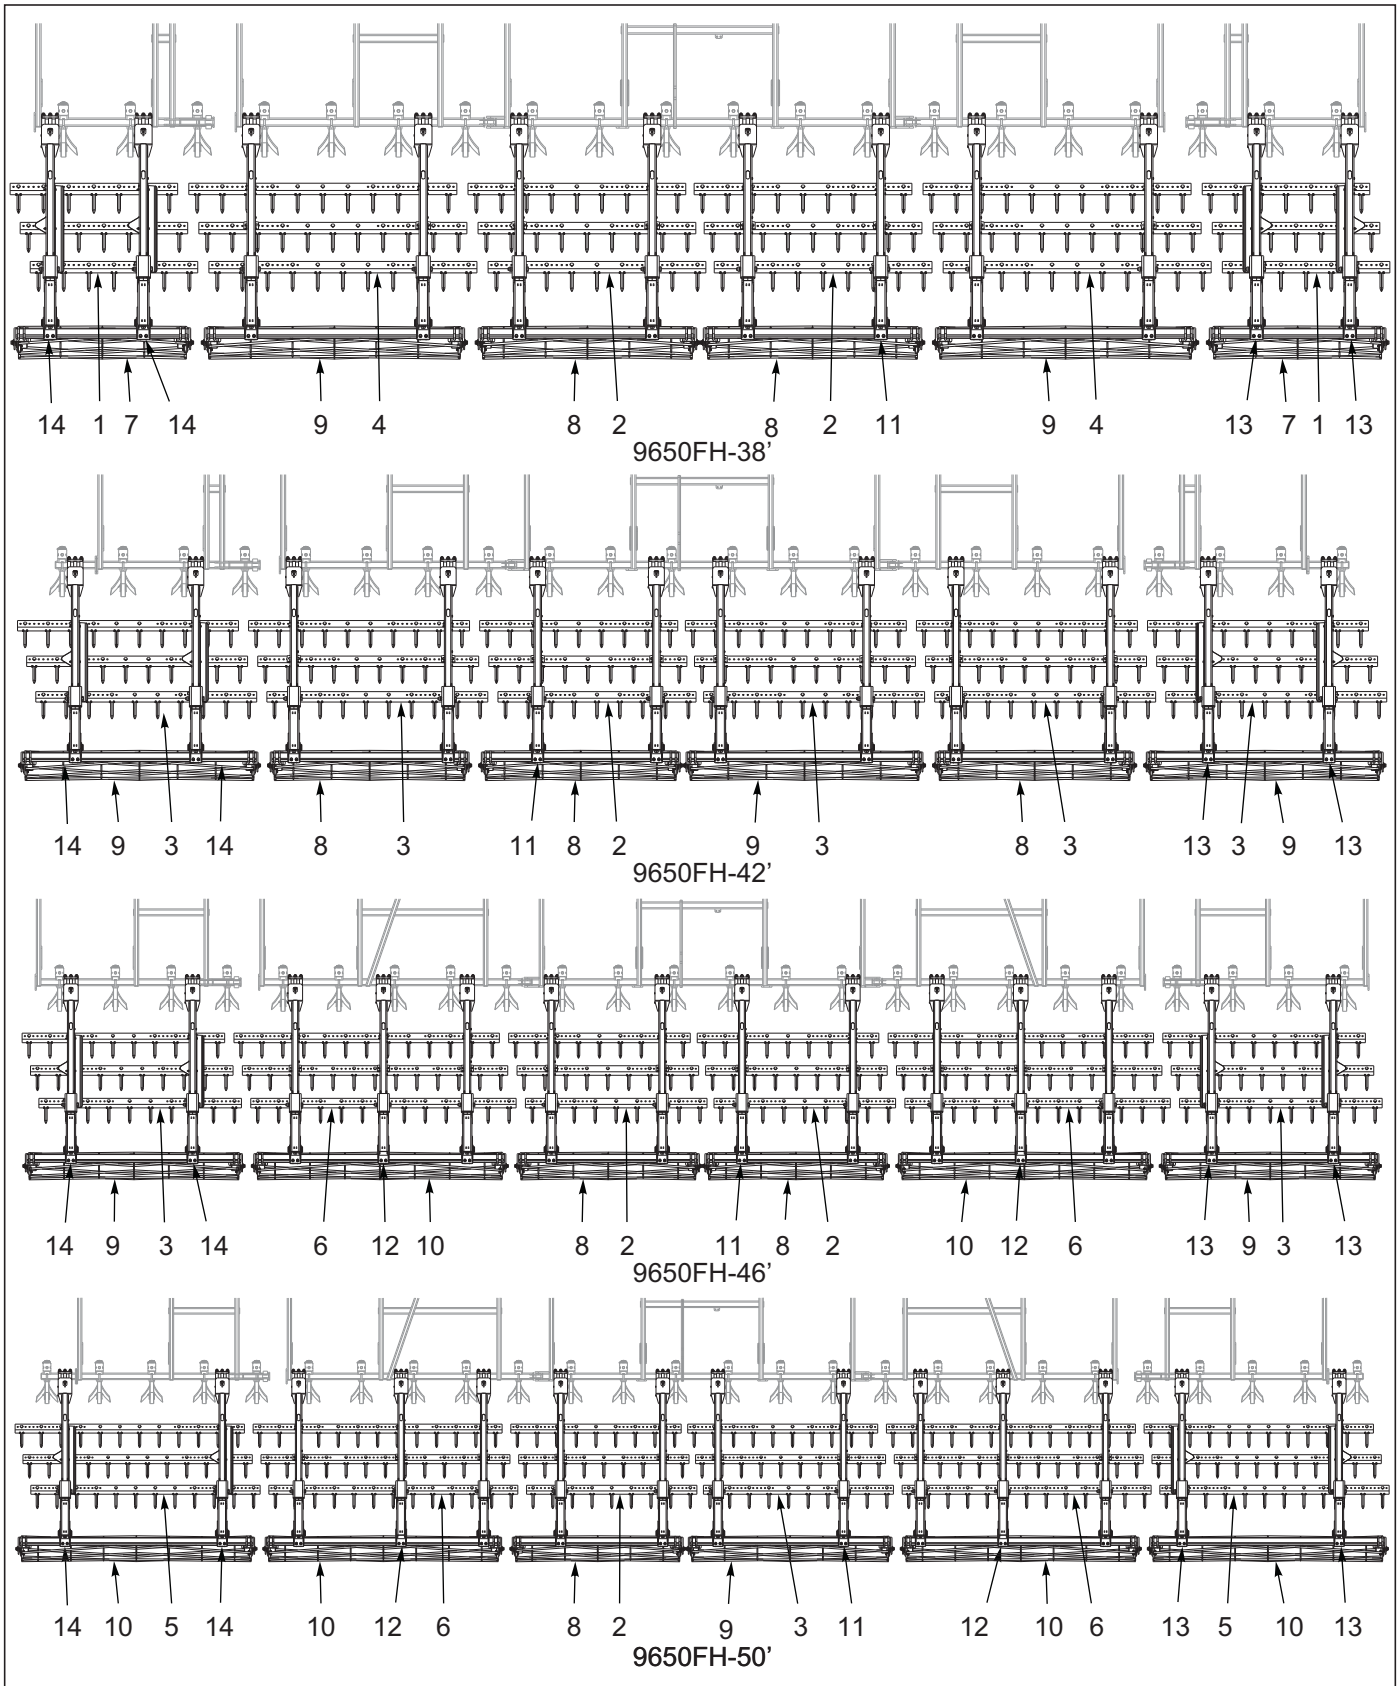 14 1 7 14 9 4 8 2 8 2 11 9 4 13 7 1 13
9650FH-38’
14 9 3 14 8 3 11 8 2 9 3 8 3 13 3 9 13
9650FH-42’
14 9 3 14 6 12 10 8 2 11 8 2 10 12 6 13 9 3 13
9650FH-46’
14 10 5 14 10 12 6 8 2 9 3 11 12 10 6 13 5 10 13
9650FH-50’